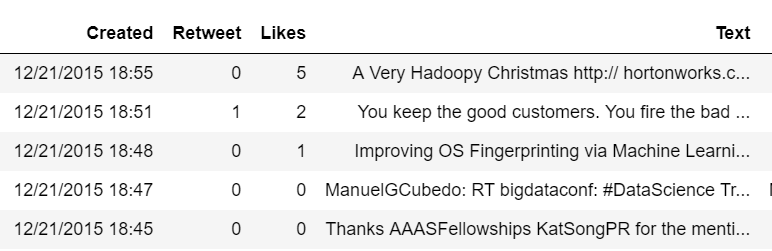 Created Retweet Likes Text
12/21/2015 18:55 0 5 A Very Hadoopy Christmas http:// hortonworks.c...
12/21/2015 18:51 1 2 You keep the good customers. You fire the bad ...
12/21/2015 18:48 0 1 Improving OS Fingerprinting via Machine Learni...
12/21/2015 18:47 0 0 ManuelGCubedo: RT bigdataconf: #DataScience Tr...
12/21/2015 18:45 0 0 Thanks AAASFellowships KatSongPR for the menti...